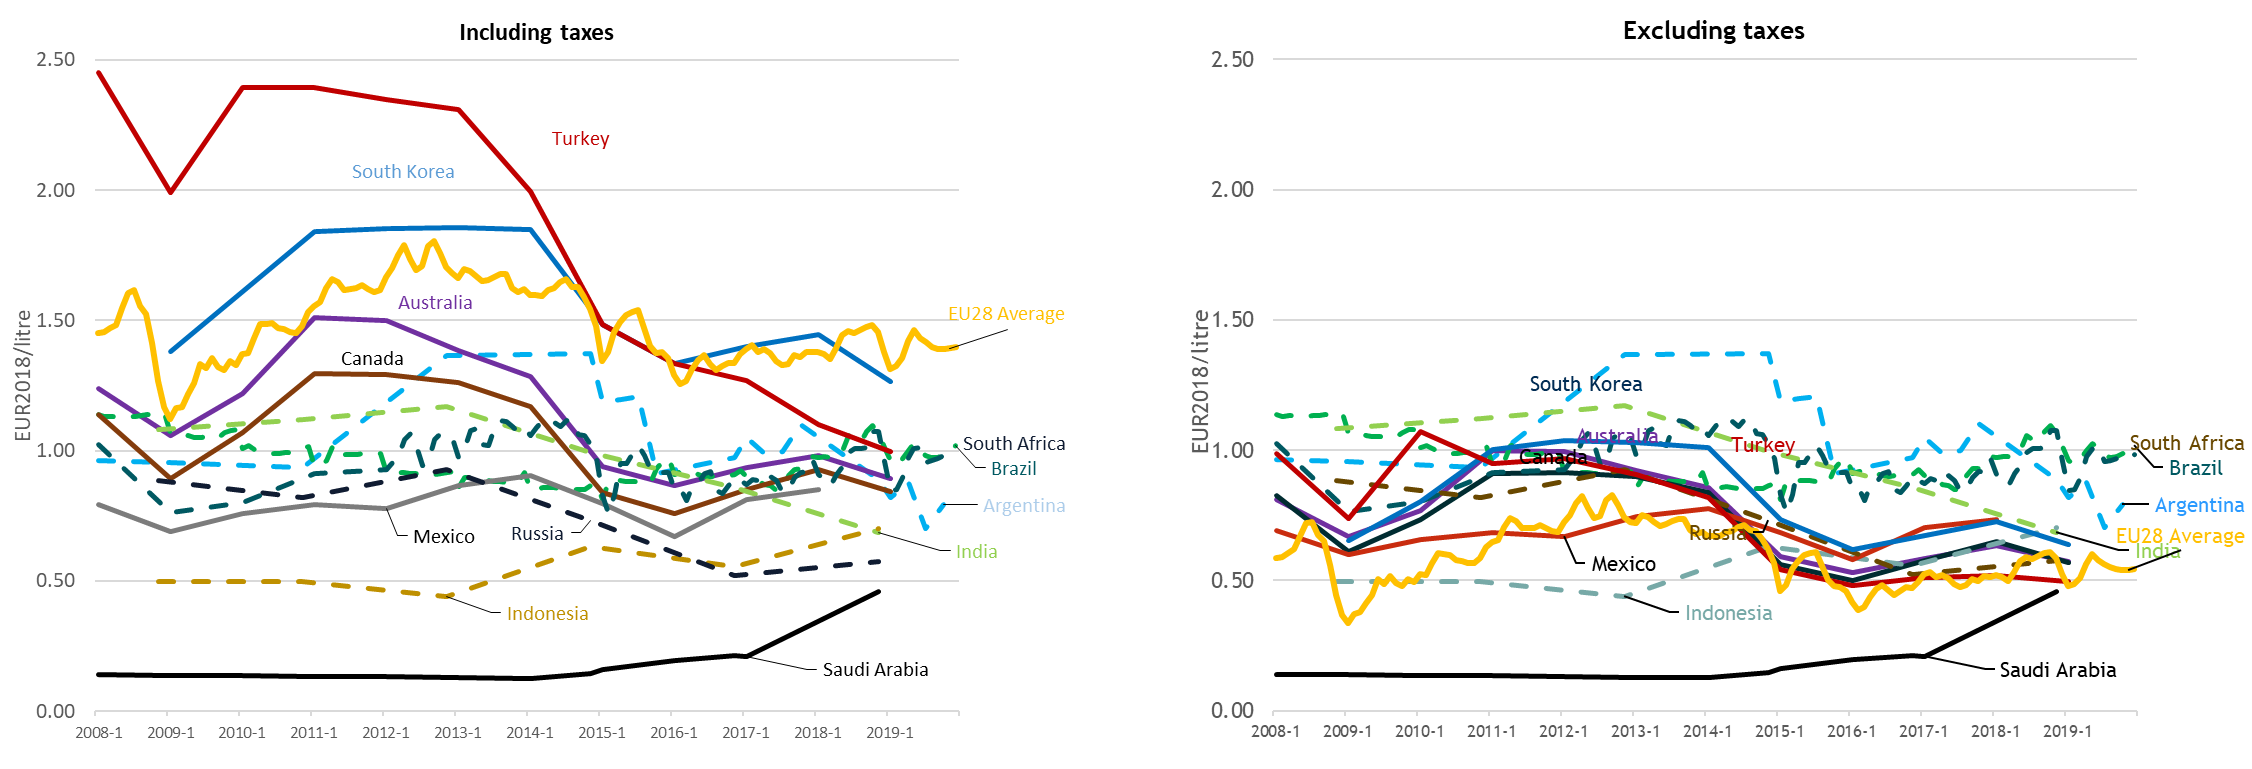 Including taxes
2.50
2.00
1.50
1.00
0.50
0.00
EUR2018/litre
Turkey
South Korea
Australia
EU28 Average
Canada
South Africa
Brazil
Argentina
Mexico
Russia
India
Indonesia
Saudi Arabia
2008-1 2009-1 2010-1 2011-1 2012-1 2013-1 2014-1 2015-1 2016-1 2017-1 2018-1 2019-1
Excluding taxes
2.50
2.00
1.50
1.00
0.50
0.00
EUR2018/litre
South Korea
Australia
Turkey
South Africa
Canada
Brazil
Argentina
Russia
EU28 Average
India
Mexico
Indonesia
Saudi Arabia
2008-1 2009-1 2010-1 2011-1 2012-1 2013-1 2014-1 2015-1 2016-1 2017-1 2018-1 2019-1